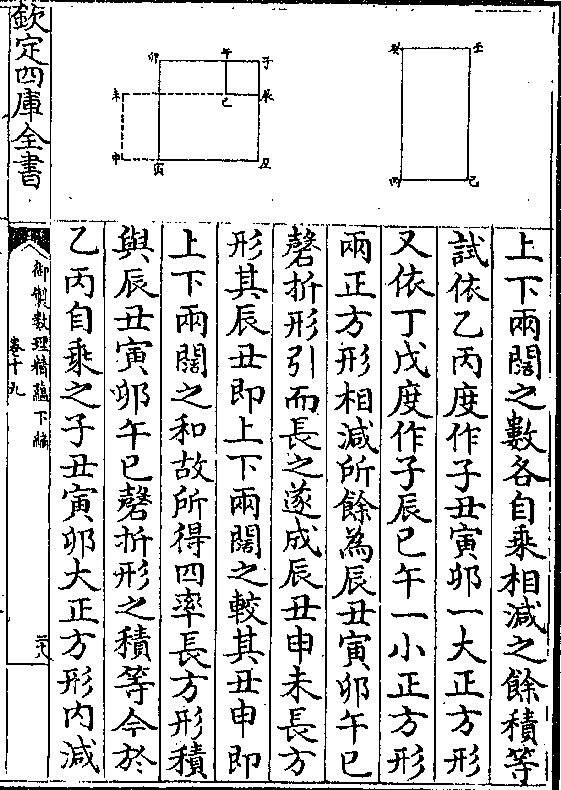 壬
癸
丙
己
子
午
卯
辰
巳
未
丑
寅
申
上下兩闊之數各自乘相減之餘積等
試依乙丙度作子丑寅卯一大正方形
又依丁戊度作子辰巳午一小正方形
兩正方形相減所餘為辰丑寅卯午巳
磬折形引而長之遂成辰丑申未長方
形其辰丑即上下兩闊之較其丑申即
上下兩闊之和故所得四率長方形積
與辰丑寅卯午巳磬折形之積等今於
乙丙自乘之子丑寅卯大正方形內減
欽定四庫全書
御製數理精蘊下編
卷十九